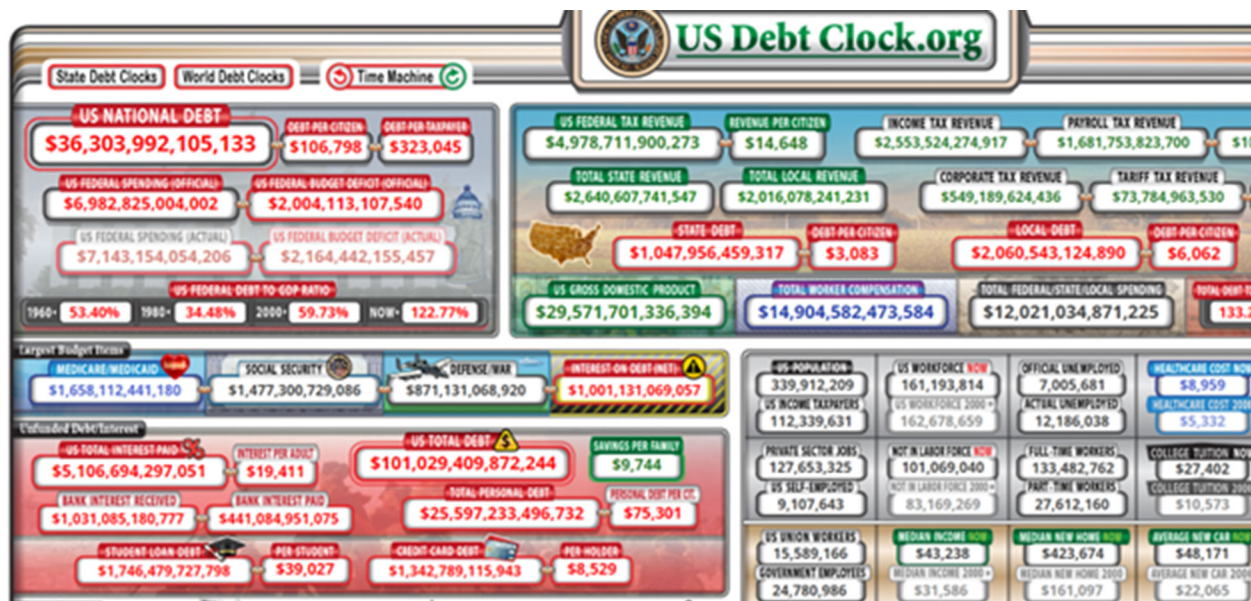 US Debt Clock.org
State Debt Clocks World Debt Clocks Time Machine
US NATIONAL DEBT
$36,303,992,105,133
DEBT PER CITIZEN
$106,798
DEBT PER TAXPAYER
$323,045
US FEDERAL SPENDING (OFFICIAL)
$6,982,825,004,002
US FEDERAL BUDGET DEFICIT (OFFICIAL)
$2,004,113,107,540
US FEDERAL SPENDING (ACTUAL)
$7,143,154,054,206
US FEDERAL BUDGET DEFICIT (ACTUAL)
$2,164,442,155,457
US FEDERAL DEBT TO GDP RATIO
1960 • 53.40% 1980 • 34.48% 2000 • 59.73% NOW • 122.77%
US FEDERAL TAX REVENUE
$4,978,711,900,273
REVENUE PER CITIZEN
$14,648
INCOME TAX REVENUE
$2,553,524,274,917
PAYROLL TAX REVENUE
$1,681,753,823,700
TOTAL STATE REVENUE
$2,640,607,741,547
TOTAL LOCAL REVENUE
$2,016,078,241,231
CORPORATE TAX REVENUE
$549,189,624,436
TARIFF TAX REVENUE
$73,784,963,530
STATE DEBT
$1,047,956,459,317
DEBT PER CITIZEN
$3,083
LOCAL DEBT
$2,060,543,124,890
DEBT PER CITIZEN
$6,062
US GROSS DOMESTIC PRODUCT
$29,571,701,336,394
TOTAL WORKER COMPENSATION
$14,904,582,473,584
TOTAL FEDERAL/STATE/LOCAL SPENDING
$12,021,034,871,225
TOTAL DEBT T
133.2
Largest Budget Items
MEDICARE/MEDICAID
$1,658,112,441,180
SOCIAL SECURITY
$1,477,300,729,086
DEFENSE/WAR
$871,131,068,920
INTEREST ON DEBT (NET)
$1,001,131,069,057
Unfunded Debt/Interest
US TOTAL INTEREST PAID
$5,106,694,297,051
INTEREST PER ADULT
$19,411
US TOTAL DEBT
$101,029,409,872,244
SAVINGS PER FAMILY
$9,744
BANK INTEREST RECEIVED
$1,031,085,180,777
BANK INTEREST PAID
$441,084,951,075
TOTAL PERSONAL DEBT
$25,597,233,496,732
PERSONAL DEBT PER CIT.
$75,301
STUDENT LOAN DEBT
$1,746,479,727,798
PER STUDENT
$39,027
CREDIT CARD DEBT
$1,342,789,115,943
PER HOLDER
$8,529
US POPULATION
339,912,209
US WORKFORCE NOW
161,193,814
OFFICIAL UNEMPLOYED
7,005,681
HEALTHCARE COST NOW
$8,959
US INCOME TAXPAYERS
112,339,631
US WORKFORCE 2000
162,678,659
ACTUAL UNEMPLOYED
12,186,038
HEALTHCARE COST 2000
$5,332
PRIVATE SECTOR JOBS
127,653,325
NOT IN LABOR FORCE NOW
101,069,040
FULL-TIME WORKERS
133,482,762
COLLEGE TUITION NOW
$27,402
US SELF-EMPLOYED
9,107,643
NOT IN LABOR FORCE 2000
83,169,269
PART-TIME WORKERS
27,612,160
COLLEGE TUITION 2000
$10,573
US UNION WORKERS
15,589,166
MEDIAN INCOME NOW
$43,238
MEDIAN NEW HOME NOW
$423,674
AVERAGE NEW CAR NOW
$48,171
GOVERNMENT EMPLOYEES
24,780,986
MEDIAN INCOME 2000
$31,586
MEDIAN NEW HOME 2000
$161,097
AVERAGE NEW CAR 2000
$22,065